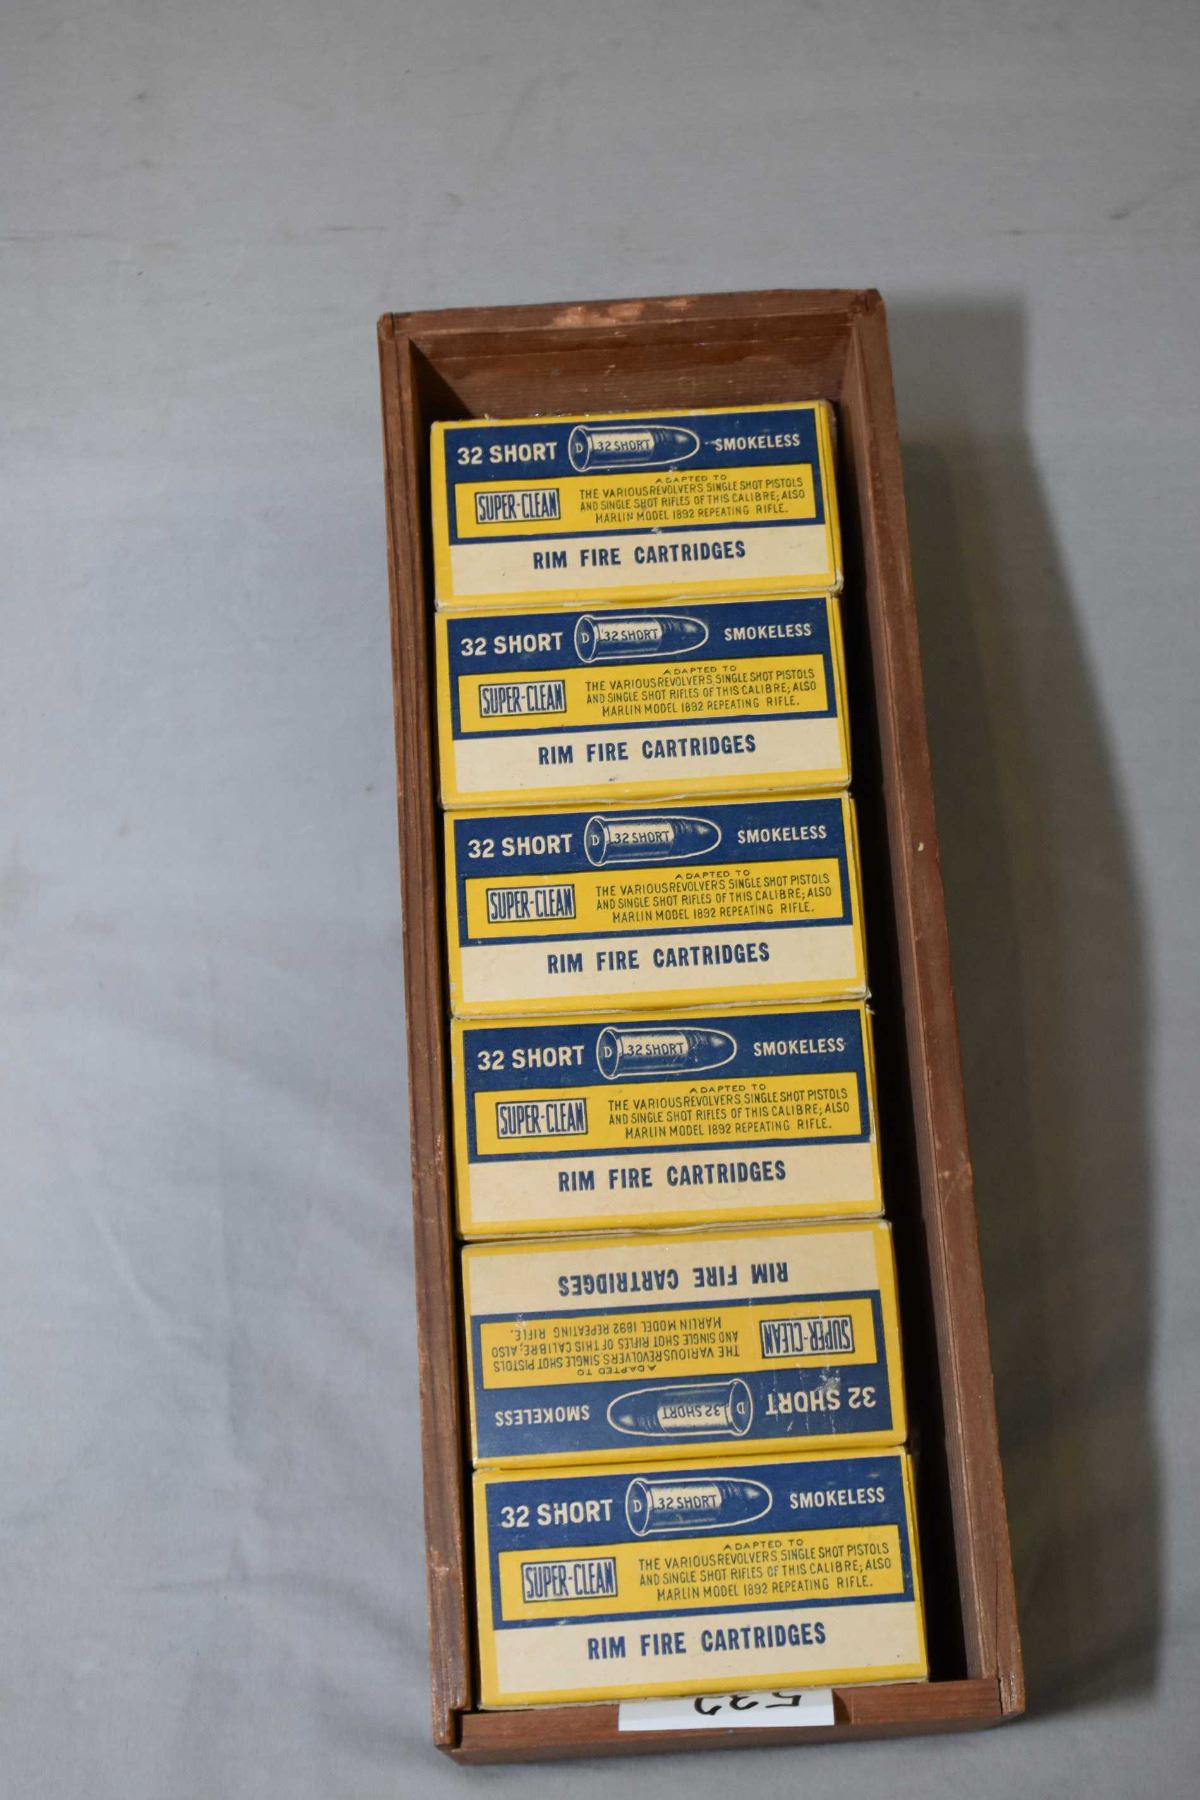 32 SHORT D 32 SHORT SMOKELESS
ADAPTED TO
SUPER-CLEAN
THE VARIOUS REVOLVERS SINGLE SHOT PISTOLS
AND SINGLE SHOT RIFLES OF THIS CALIBRE; ALSO
MARLIN MODEL 1892 REPEATING RIFLE.
RIM FIRE CARTRIDGES
32 SHORT D 32 SHORT SMOKELESS
ADAPTED TO
SUPER-CLEAN
THE VARIOUS REVOLVERS SINGLE SHOT PISTOLS
AND SINGLE SHOT RIFLES OF THIS CALIBRE; ALSO
MARLIN MODEL 1892 REPEATING RIFLE.
RIM FIRE CARTRIDGES
32 SHORT D 32 SHORT SMOKELESS
ADAPTED TO
SUPER-CLEAN
THE VARIOUS REVOLVERS SINGLE SHOT PISTOLS
AND SINGLE SHOT RIFLES OF THIS CALIBRE; ALSO
MARLIN MODEL 1892 REPEATING RIFLE.
RIM FIRE CARTRIDGES
32 SHORT D 32 SHORT SMOKELESS
ADAPTED TO
SUPER-CLEAN
THE VARIOUS REVOLVERS SINGLE SHOT PISTOLS
AND SINGLE SHOT RIFLES OF THIS CALIBRE; ALSO
MARLIN MODEL 1892 REPEATING RIFLE.
RIM FIRE CARTRIDGES
32 SHORT D 32 SHORT SMOKELESS
ADAPTED TO
SUPER-CLEAN
THE VARIOUS REVOLVERS SINGLE SHOT PISTOLS
AND SINGLE SHOT RIFLES OF THIS CALIBRE; ALSO
MARLIN MODEL 1892 REPEATING RIFLE.
RIM FIRE CARTRIDGES
32 SHORT D 32 SHORT SMOKELESS
ADAPTED TO
SUPER-CLEAN
THE VARIOUS REVOLVERS SINGLE SHOT PISTOLS
AND SINGLE SHOT RIFLES OF THIS CALIBRE; ALSO
MARLIN MODEL 1892 REPEATING RIFLE.
RIM FIRE CARTRIDGES